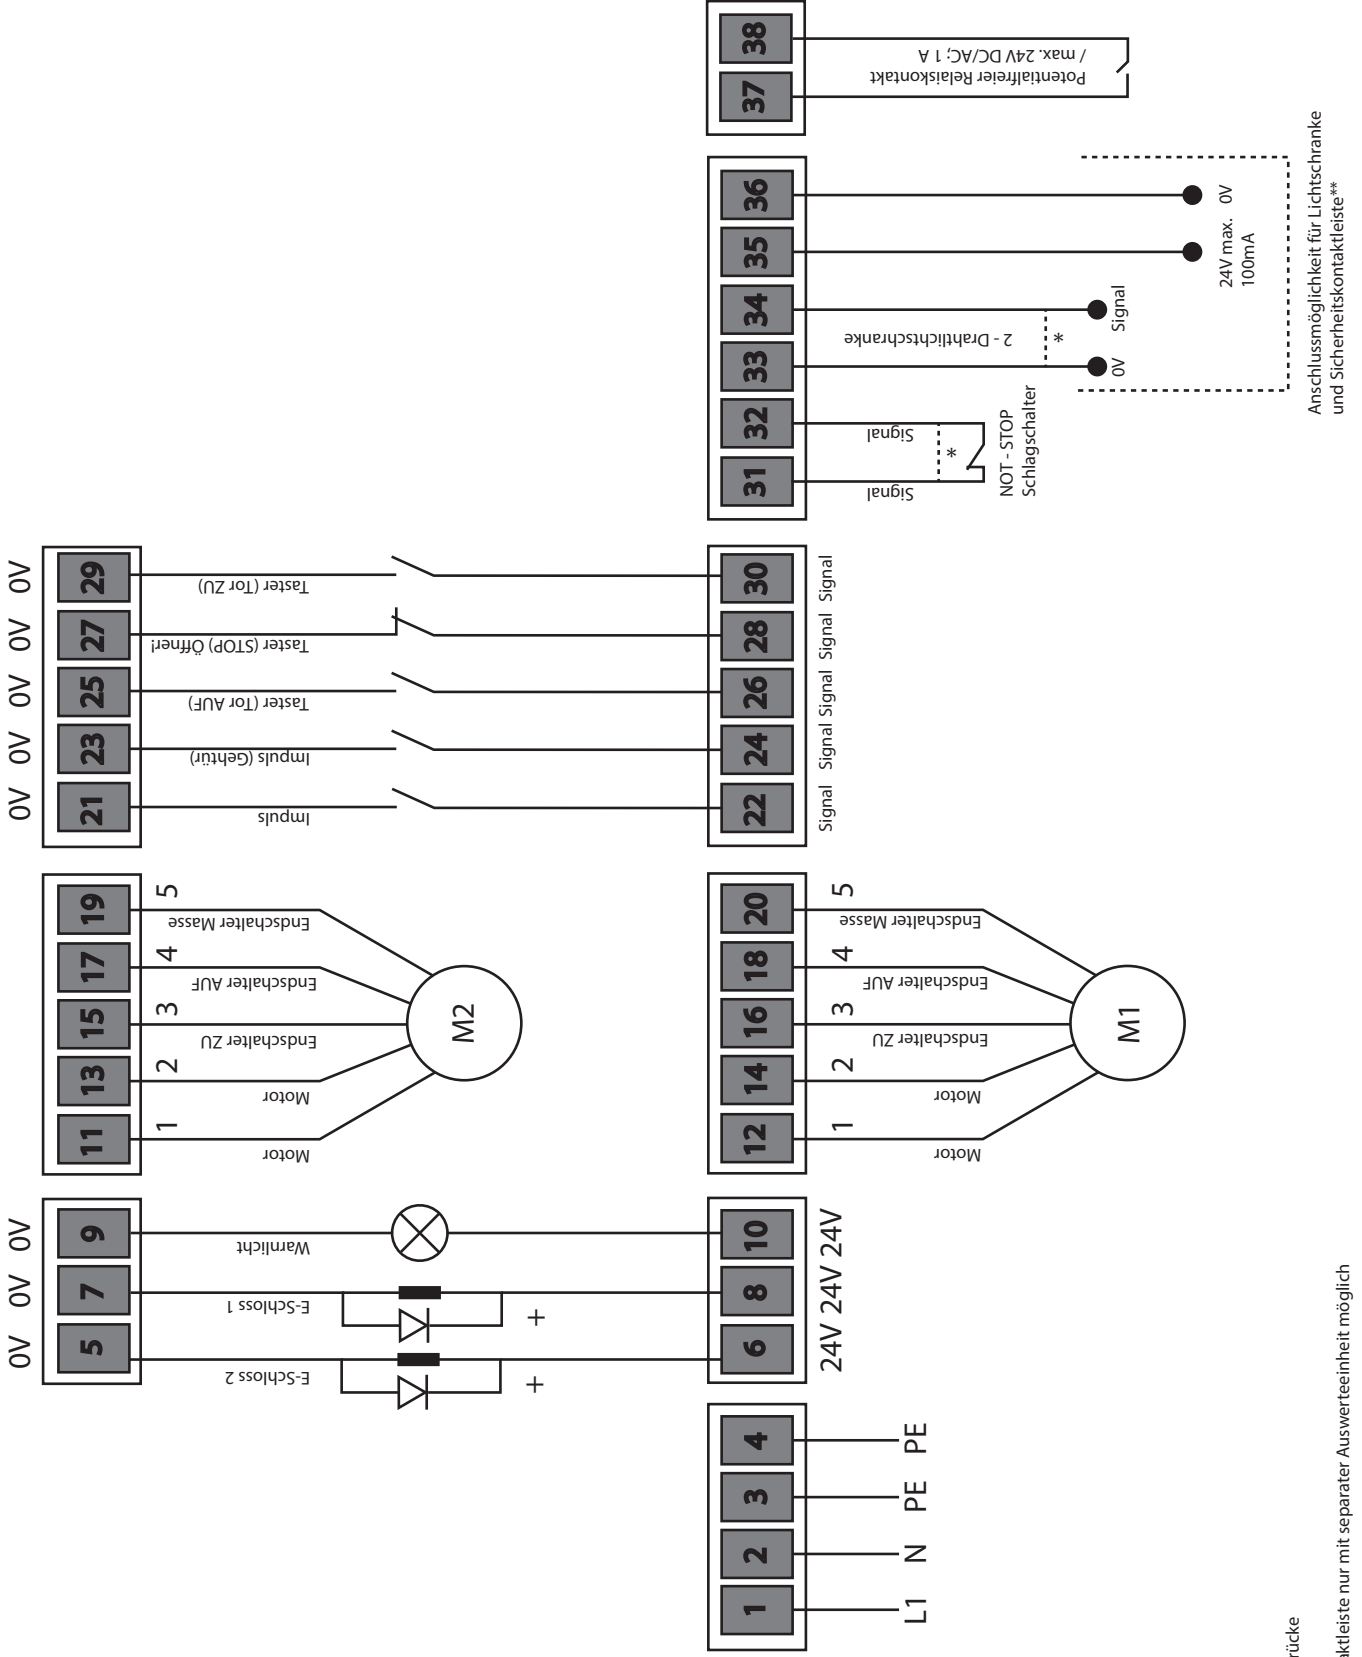 0V 0V 0V
5 7 9
E-Schloss 2
E-Schloss 1
Warnlicht
+
+
6 8 10
24V 24V 24V
11 13 15 17 19
1 2 3 4 5
Motor
Motor
Endschalter ZU
Endschalter AUF
Endschalter Masse
M2
0V 0V 0V 0V 0V
21 23 25 27 29
Impuls
Impuls (Gehtür)
Taster (Tor AUF)
Taster (STOP) Öffner!
Taster (Tor ZU)
1 2 3 4
L1 N PE PE
12 14 16 18 20
1 2 3 4 5
Motor
Motor
Endschalter ZU
Endschalter AUF
Endschalter Masse
M1
22 24 26 28 30
Signal Signal Signal Signal Signal
31 32 33 34 35 36
Signal
Signal
*
NOT - STOP
Schlagschalter
2 - Drahtlichtschranke
*
0V
Signal
24V max.
100mA
0V
Anschlussmöglichkeit für Lichtschranke
und Sicherheitskontaktleiste**
37 38
Potentialfreier Relaiskontakt
/ max. 24V DC/AC; 1 A
rücke
aktleiste nur mit separater Auswerteeinheit möglich